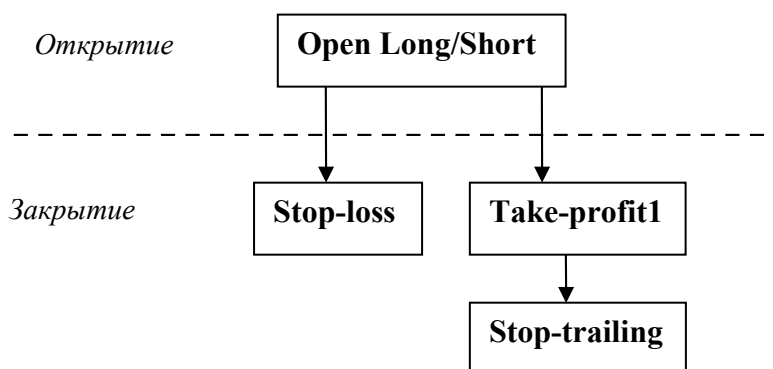 Открытие
Open Long/Short
Закрытие
Stop-loss
Take-profit1
Stop-trailing